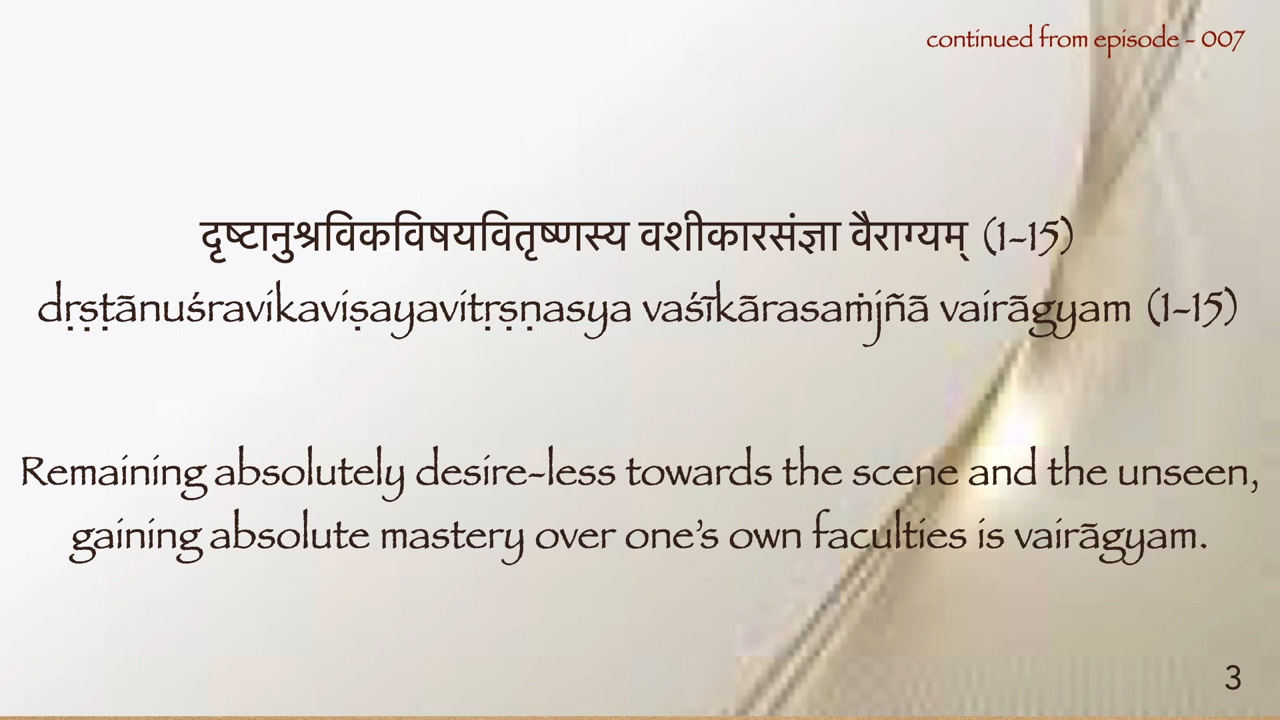 continued from episode - 007
दृष्टानुश्रविकविषयवितृष्णस्य वशीकारसंज्ञा वैराग्यम् (1-15)
dṛṣṭānuśravikaviṣayavitṛṣṇasya vaśīkārasaṁjñā vairāgyam (1-15)
Remaining absolutely desire-less towards the scene and the unseen,
gaining absolute mastery over one's own faculties is vairāgyam.
3